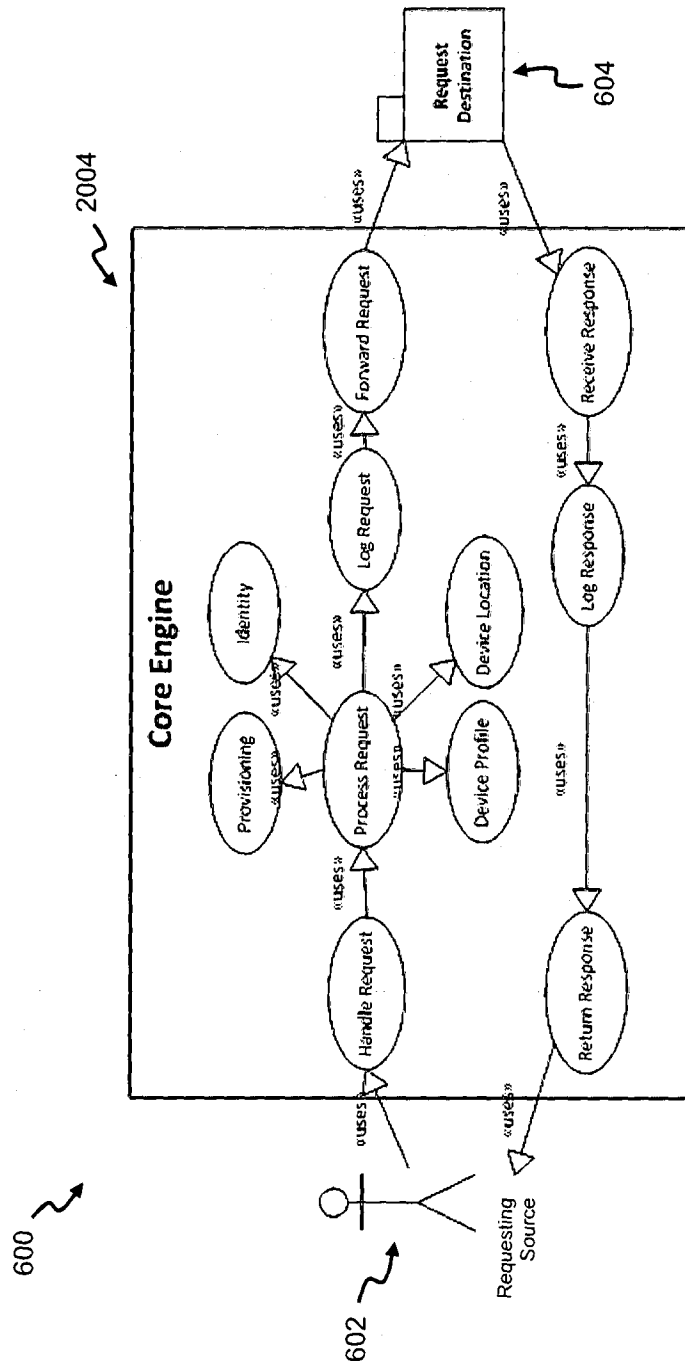 600
2004
Core Engine
Provisioning
Identity
«uses»
«uses»
Handle Request
Process Request
Log Request
Forward Request
«uses»
«uses»
«uses»
«uses»
«uses»
Request
Destination
604
«uses»
«uses»
Device Profile
Device Location
602
Requesting
Source
«uses»
Return Response
«uses»
Log Response
«uses»
Receive Response
«uses»